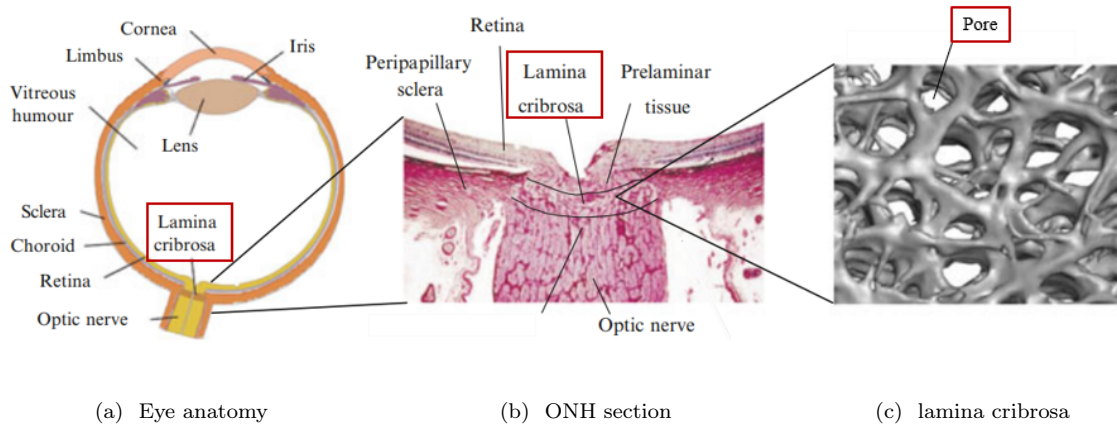 Cornea
Limbus
Iris
Vitreous
humour
Lens
Sclera
Lamina
cribrosa
Choroid
Retina
Optic nerve
Retina
Peripapillary
sclera
Lamina
cribrosa
Prelaminar
tissue
Optic nerve
Pore
(a) Eye anatomy
(b) ONH section
(c) lamina cribrosa